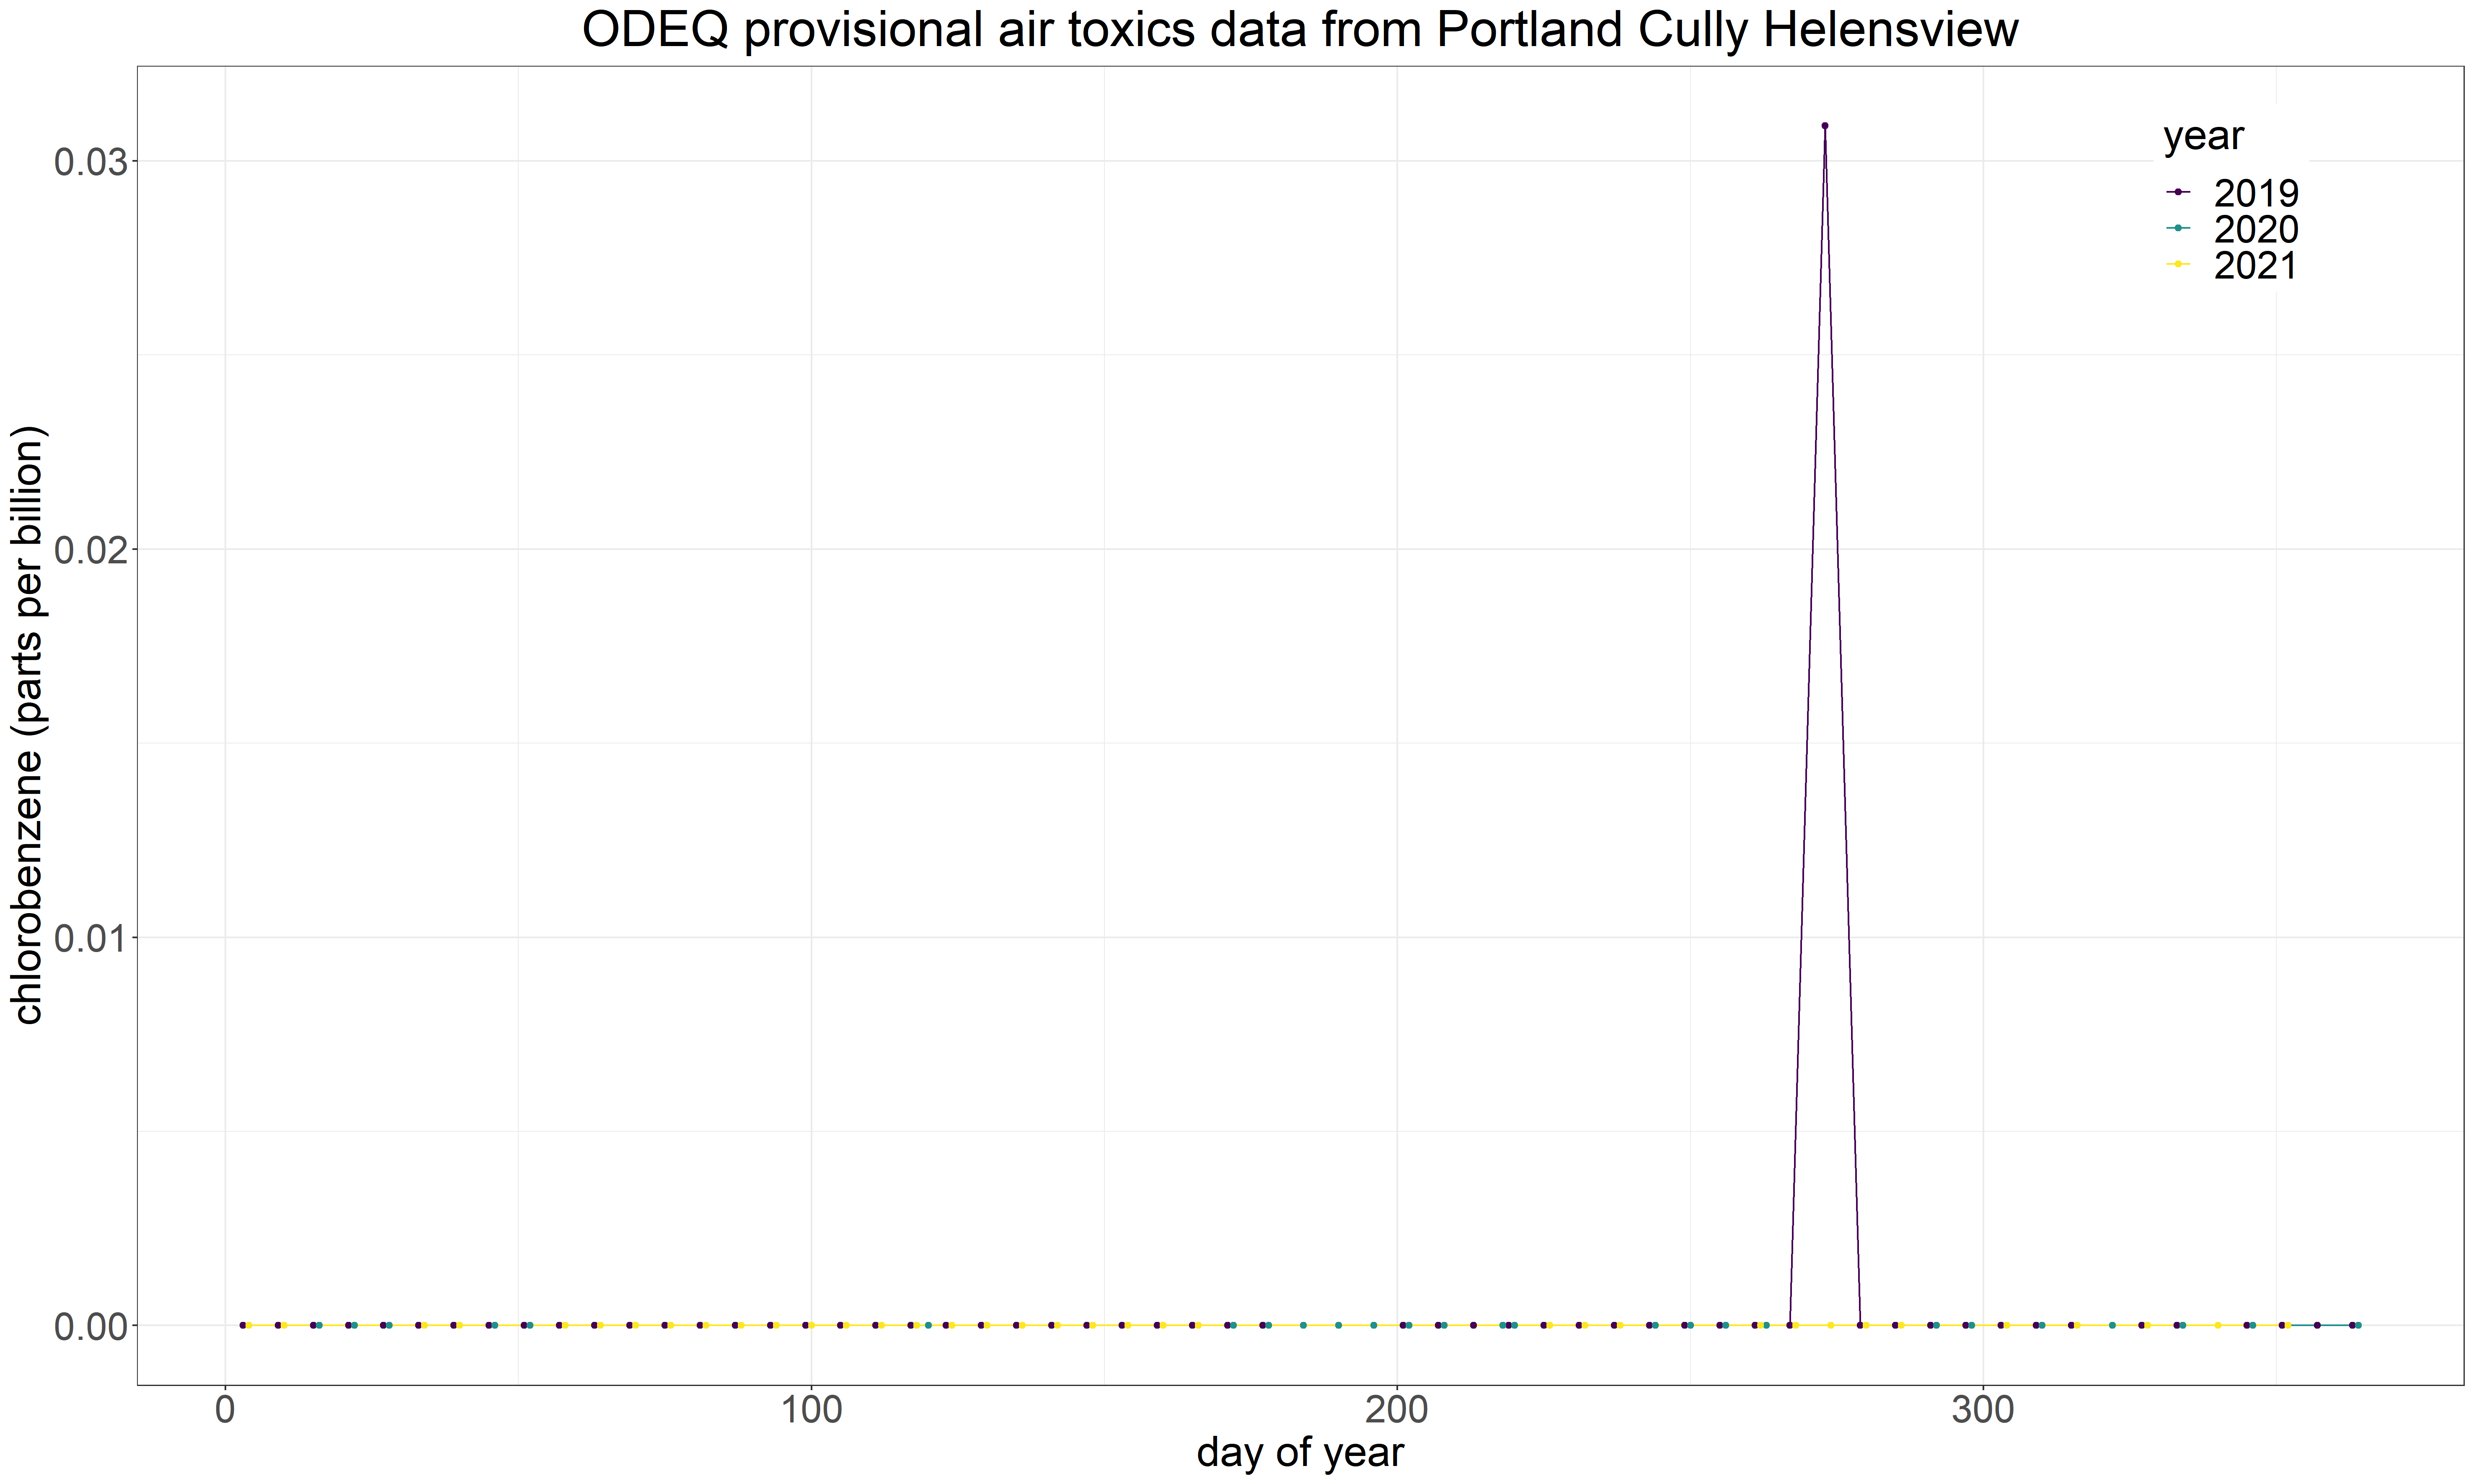 ODEQ provisional air toxics data from Portland Cully Helensview
chlorobenzene (parts per billion)
0.03
0.02
0.01
0.00
year
2019
2020
2021
0
100
200
300
day of year